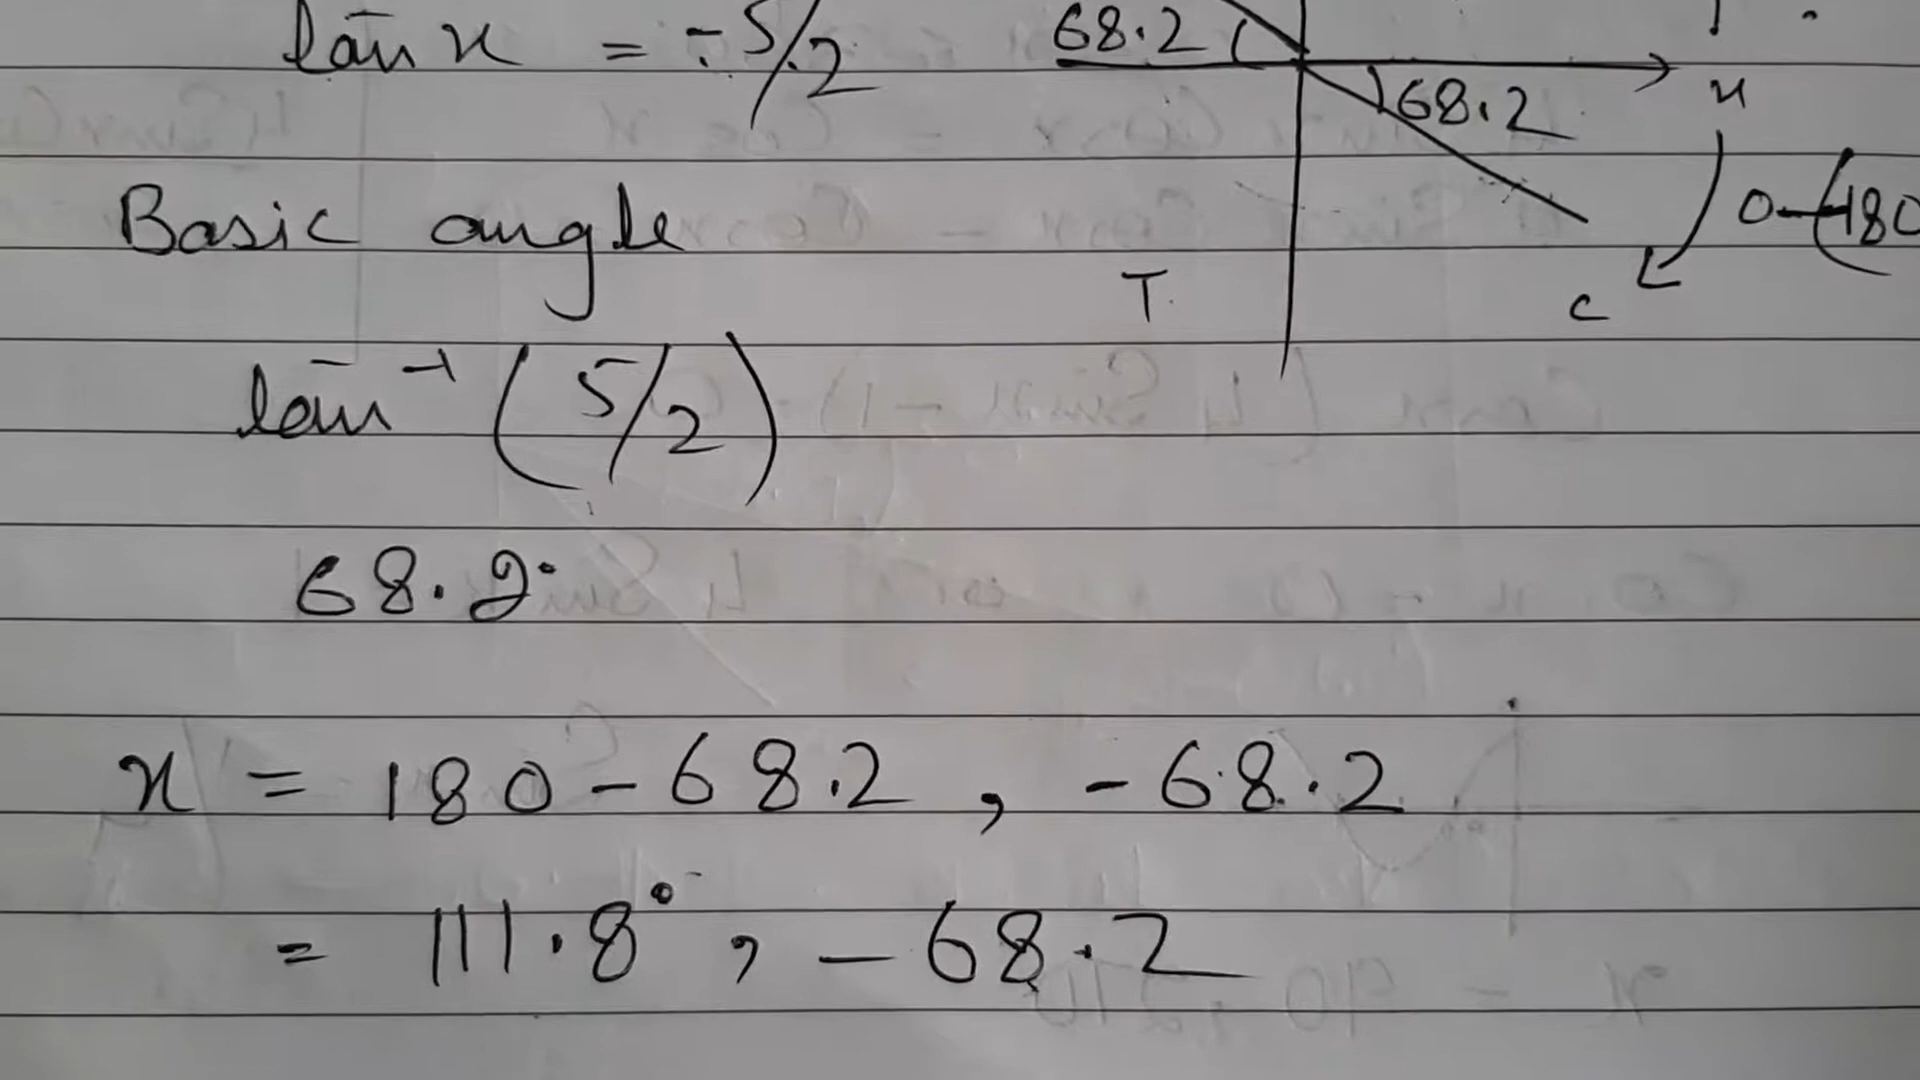 tan x = -5/2
68.2
68.2
x
0-(-180
Basic angle
T
C
tan⁻¹ (5/2)
68.2°
x = 180 - 68.2 , -68.2
= 111.8° , -68.2